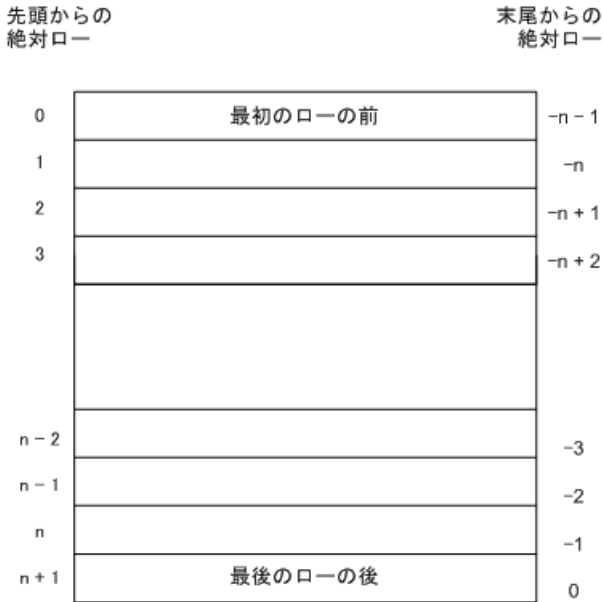 先頭からの
絶対ロー
末尾からの
絶対ロー
0 最初のローの前 -n - 1
1 -n
2 -n + 1
3 -n + 2
n - 2 -3
n - 1 -2
n -1
n + 1 最後のローの後 0